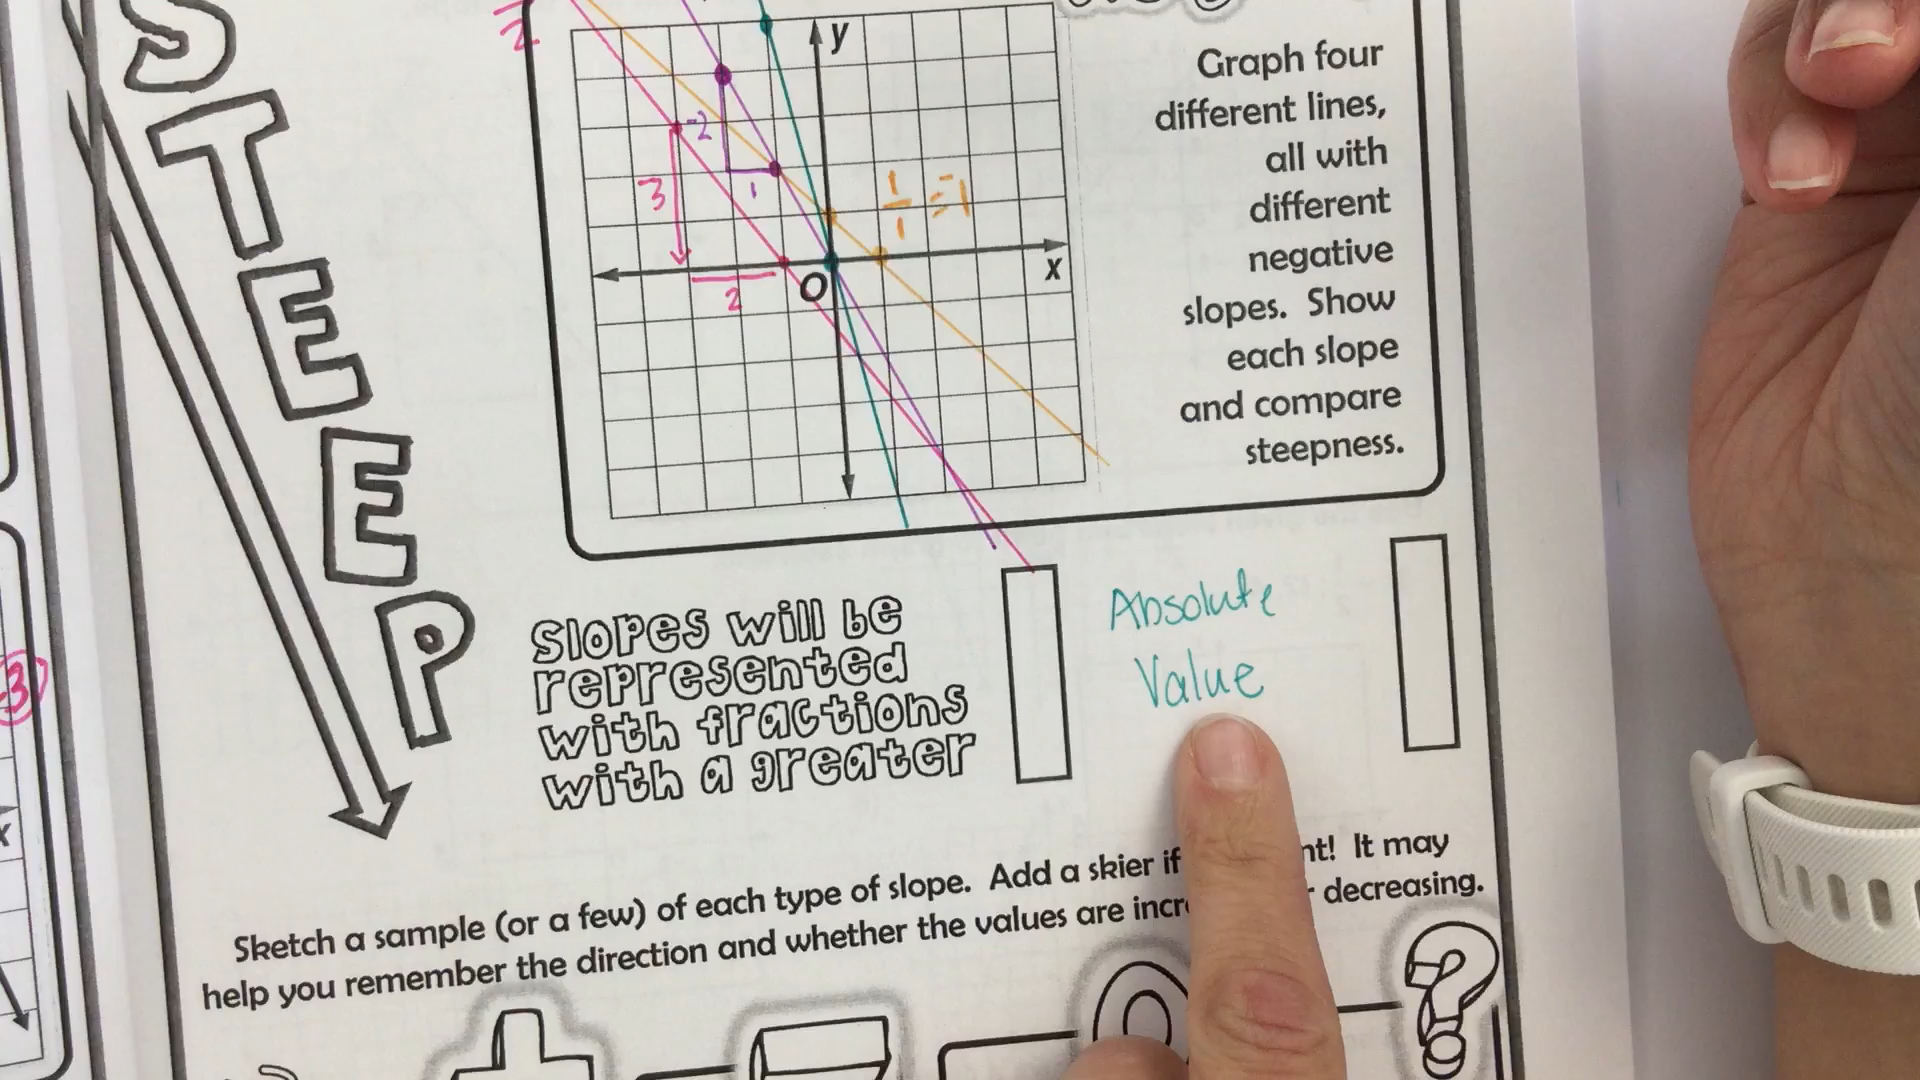 STEEP
2
y
-2
3
1
1/1 = -1
2
O
x
Graph four
different lines,
all with
different
negative
slopes. Show
each slope
and compare
steepness.
Slopes will be
represented
with fractions
with a greater
Absolute
Value
3
x
Sketch a sample (or a few) of each type of slope. Add a skier if
It may
help you remember the direction and whether the values are
decreasing.
?